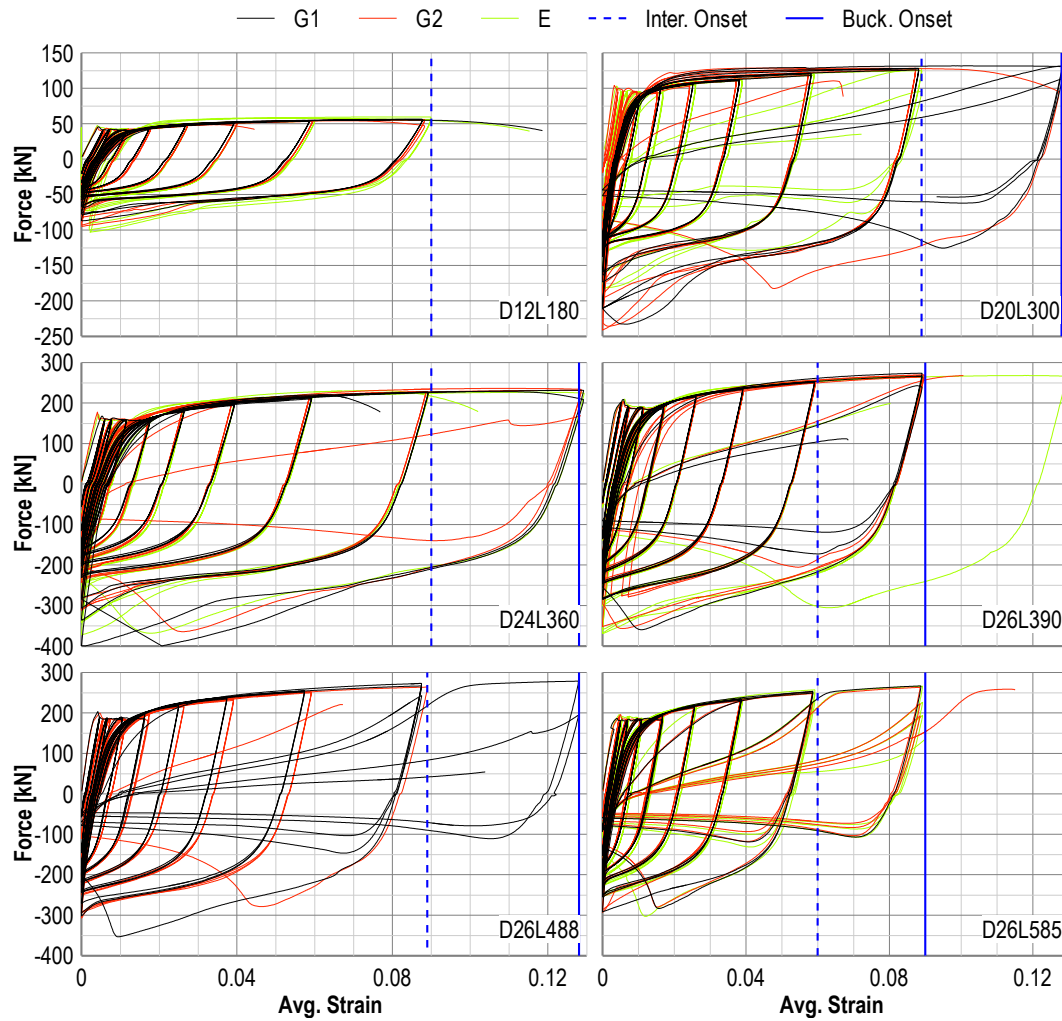 G1 G2 E Inter. Onset Buck. Onset
150
100
50
0
-50
-100
-150
-200
-250
Force [kN]
D12L180
D20L300
300
200
100
0
-100
-200
-300
-400
Force [kN]
D24L360
D26L390
300
200
100
0
-100
-200
-300
-400
Force [kN]
D26L488
D26L585
0 0.04 0.08 0.12 0 0.04 0.08 0.12
Avg. Strain Avg. Strain